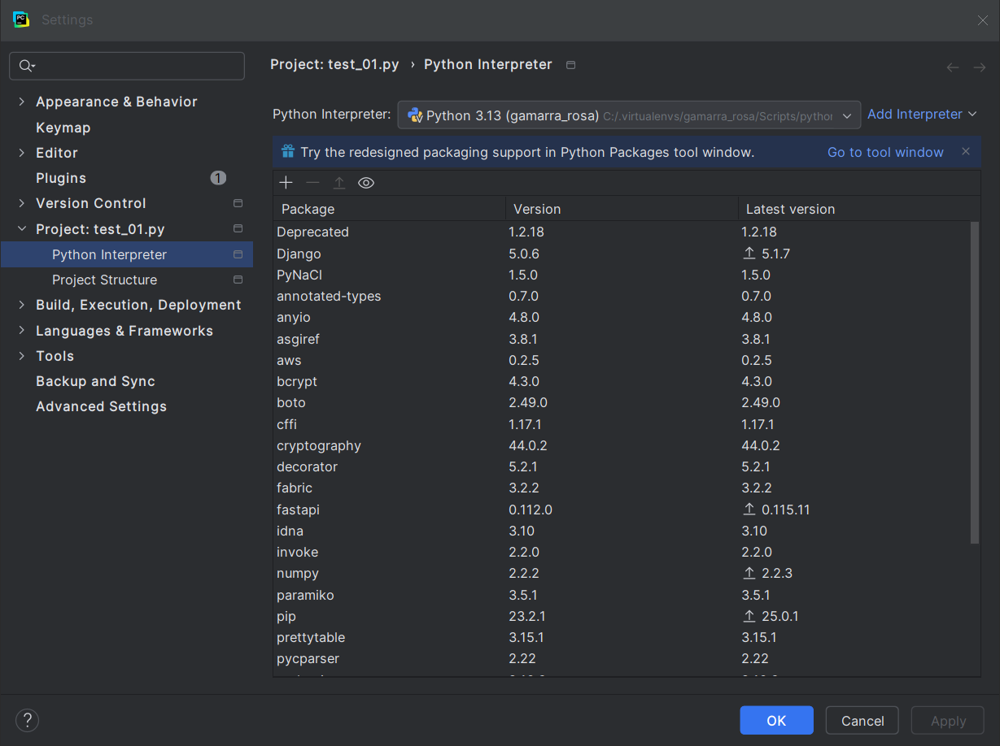 Settings
Project: test_01.py › Python Interpreter
Appearance & Behavior
Keymap
Editor
Plugins 1
Version Control
Project: test_01.py
Python Interpreter
Project Structure
Build, Execution, Deployment
Languages & Frameworks
Tools
Backup and Sync
Advanced Settings
Python Interpreter: Python 3.13 (gamarra_rosa) C:/.virtualenvs/gamarra_rosa/Scripts/python Add Interpreter
Try the redesigned packaging support in Python Packages tool window. Go to tool window
Package Version Latest version
Deprecated 1.2.18 1.2.18
Django 5.0.6 5.1.7
PyNaCl 1.5.0 1.5.0
annotated-types 0.7.0 0.7.0
anyio 4.8.0 4.8.0
asgiref 3.8.1 3.8.1
aws 0.2.5 0.2.5
bcrypt 4.3.0 4.3.0
boto 2.49.0 2.49.0
cffi 1.17.1 1.17.1
cryptography 44.0.2 44.0.2
decorator 5.2.1 5.2.1
fabric 3.2.2 3.2.2
fastapi 0.112.0 0.115.11
idna 3.10 3.10
invoke 2.2.0 2.2.0
numpy 2.2.2 2.2.3
paramiko 3.5.1 3.5.1
pip 23.2.1 25.0.1
prettytable 3.15.1 3.15.1
pycparser 2.22 2.22
? OK Cancel Apply